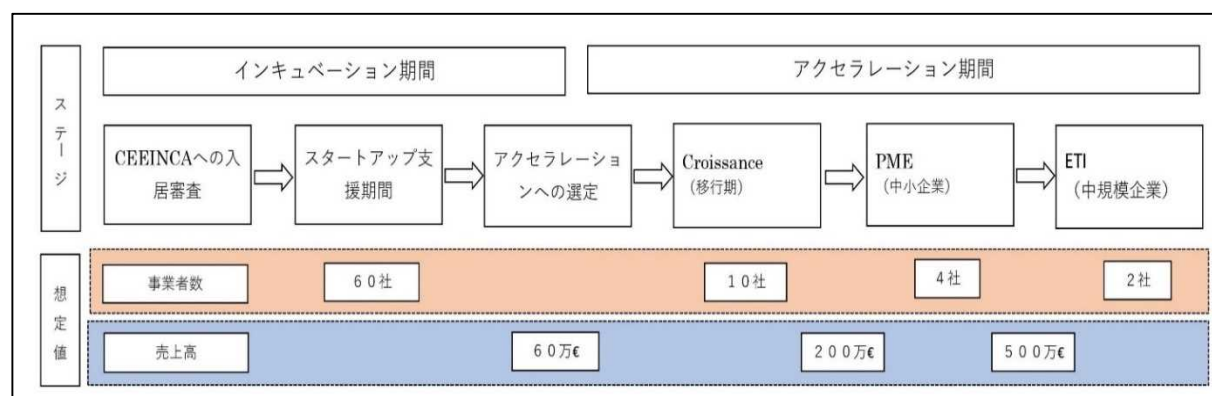 ステージ
インキュベーション期間
アクセラレーション期間
CEEINCAへの入
居審査
スタートアップ支
援期間
アクセラレーショ
ンへの選定
Croissance
（移行期）
PME
（中小企業）
ETI
（中規模企業）
想定値
事業者数
６０社
１０社
４社
２社
売上高
６０万€
２００万€
５００万€